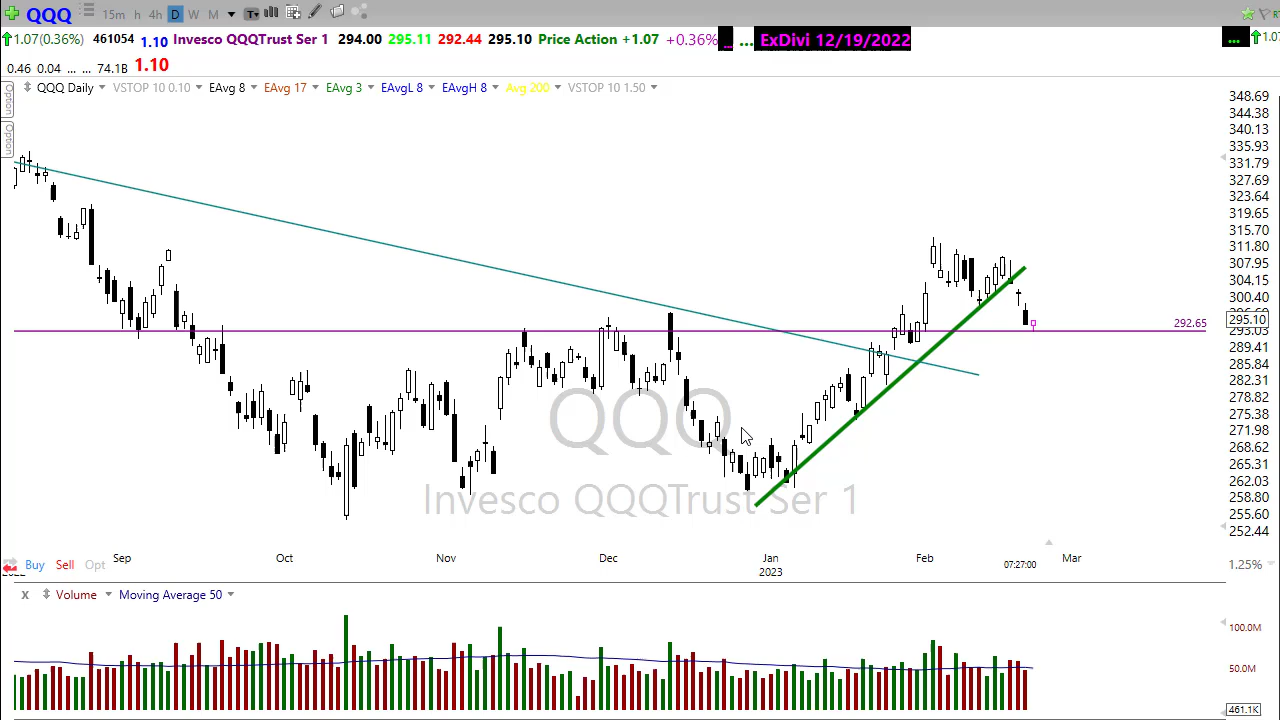 QQQ 15m h 4h D W M T
1.07(0.36%) 461054 1.10 Invesco QQQTrust Ser 1 294.00 295.11 292.44 295.10 Price Action +1.07 +0.36% ... ... ExDivi 12/19/2022 ... 1.07
0.46 0.04 ... ... 74.1B 1.10
QQQ Daily VSTOP 10 0.10 EAvg 8 EAvg 17 EAvg 3 EAvgL 8 EAvgH 8 Avg 200 VSTOP 10 1.50
Option
Option
348.69
344.38
340.13
335.93
331.79
327.69
323.64
319.65
315.70
311.80
307.95
304.15
300.40
295.10
292.65
293.03
289.41
285.84
282.31
278.82
275.38
271.98
268.62
265.31
262.03
258.80
255.60
252.44
QQQ
Invesco QQQTrust Ser 1
Sep Oct Nov Dec Jan Feb Mar
Buy Sell Opt 2023 07:27:00 1.25%
x Volume Moving Average 50
100.0M
50.0M
461.1K